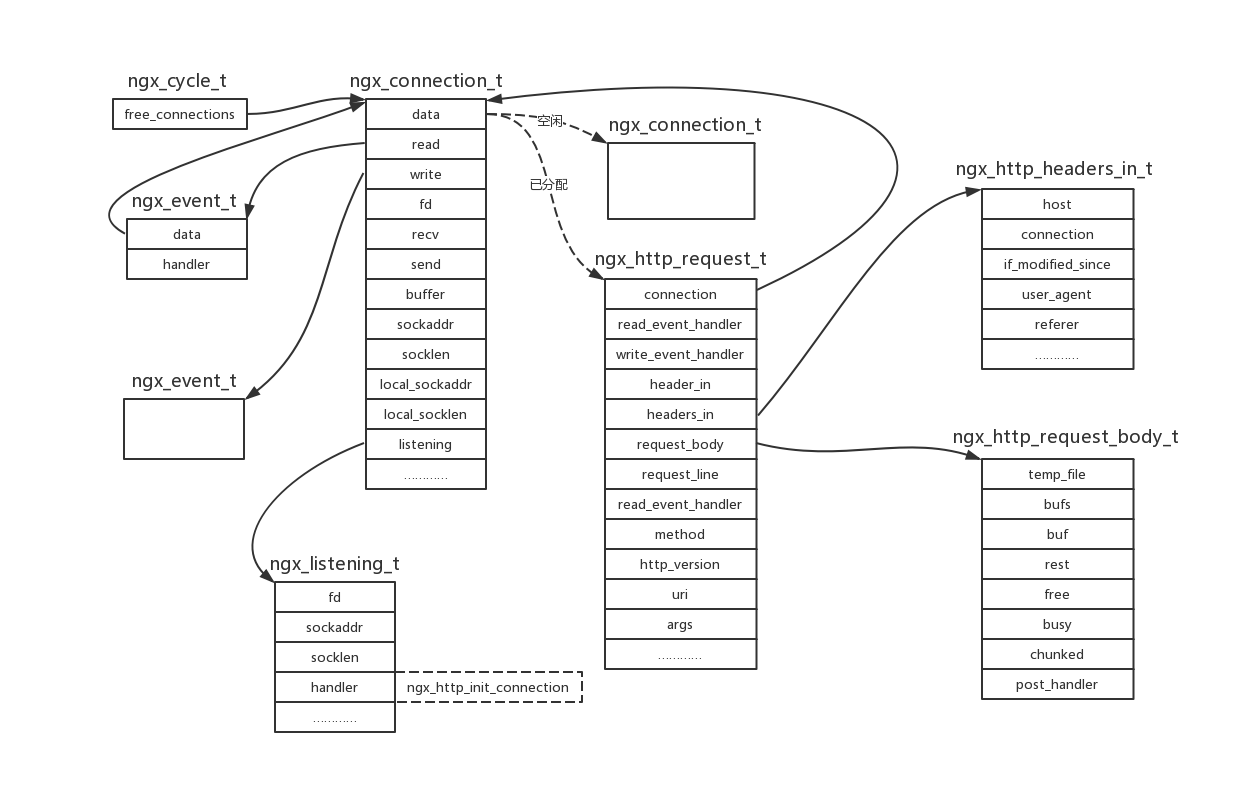 ngx_cycle_t
free_connections
ngx_connection_t
data
read
write
fd
recv
send
buffer
sockaddr
socklen
local_sockaddr
local_socklen
listening
…………
空闲
已分配
ngx_event_t
data
handler
ngx_event_t
ngx_listening_t
fd
sockaddr
socklen
handler
…………
ngx_http_init_connection
ngx_connection_t
ngx_http_request_t
connection
read_event_handler
write_event_handler
header_in
headers_in
request_body
request_line
read_event_handler
method
http_version
uri
args
…………
ngx_http_headers_in_t
host
connection
if_modified_since
user_agent
referer
…………
ngx_http_request_body_t
temp_file
bufs
buf
rest
free
busy
chunked
post_handler